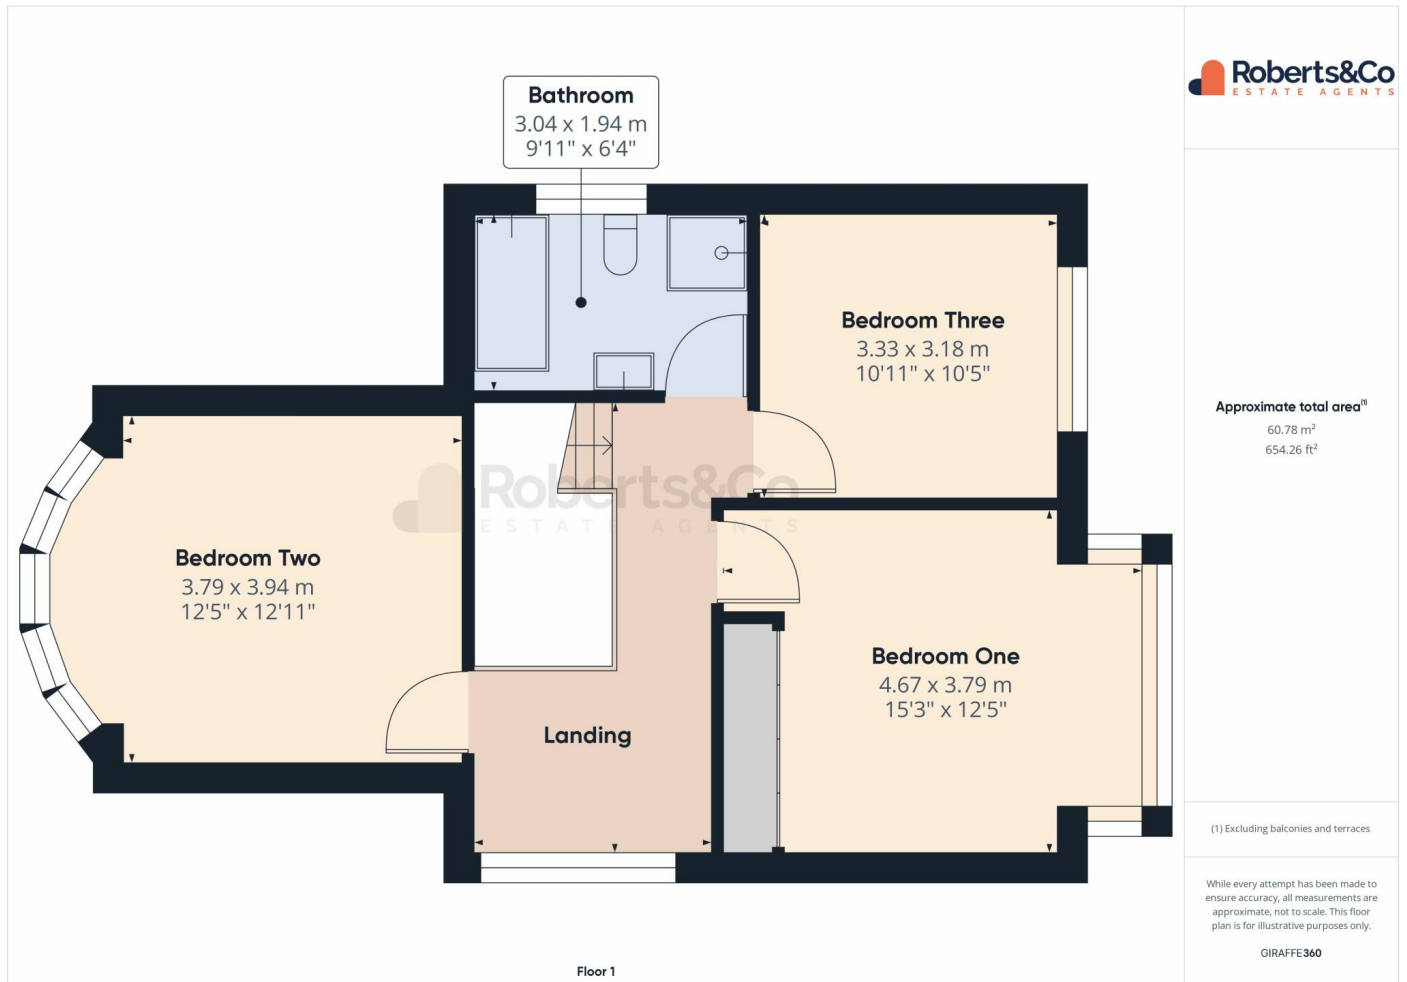 Roberts&Co
ESTATE AGENTS
Bathroom
3.04 x 1.94 m
9'11" x 6'4"
Bedroom Three
3.33 x 3.18 m
10'11" x 10'5"
Approximate total area(1)
60.78 m²
654.26 ft²
Roberts&Co
ESTATE AGENTS
Bedroom Two
3.79 x 3.94 m
12'5" x 12'11"
Bedroom One
4.67 x 3.79 m
15'3" x 12'5"
Landing
(1) Excluding balconies and terraces
While every attempt has been made to
ensure accuracy, all measurements are
approximate, not to scale. This floor
plan is for illustrative purposes only.
GIRAFFE360
Floor 1